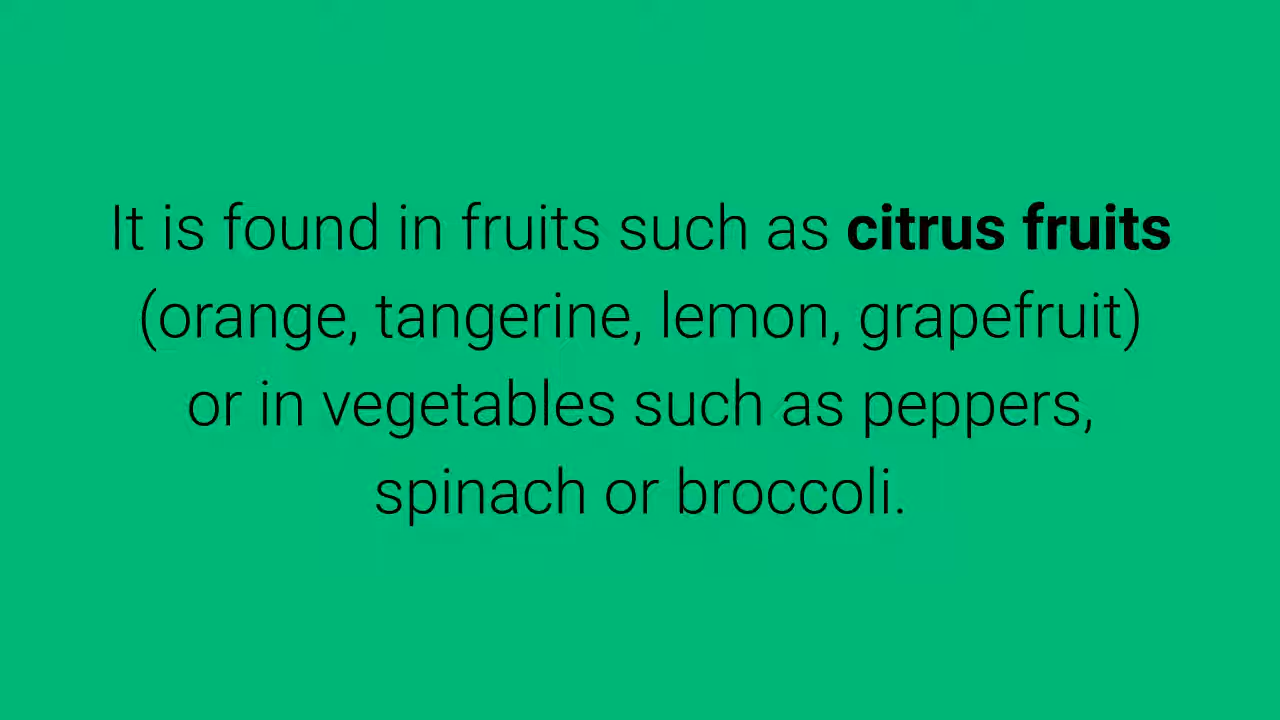 It is found in fruits such as citrus fruits
(orange, tangerine, lemon, grapefruit)
or in vegetables such as peppers,
spinach or broccoli.